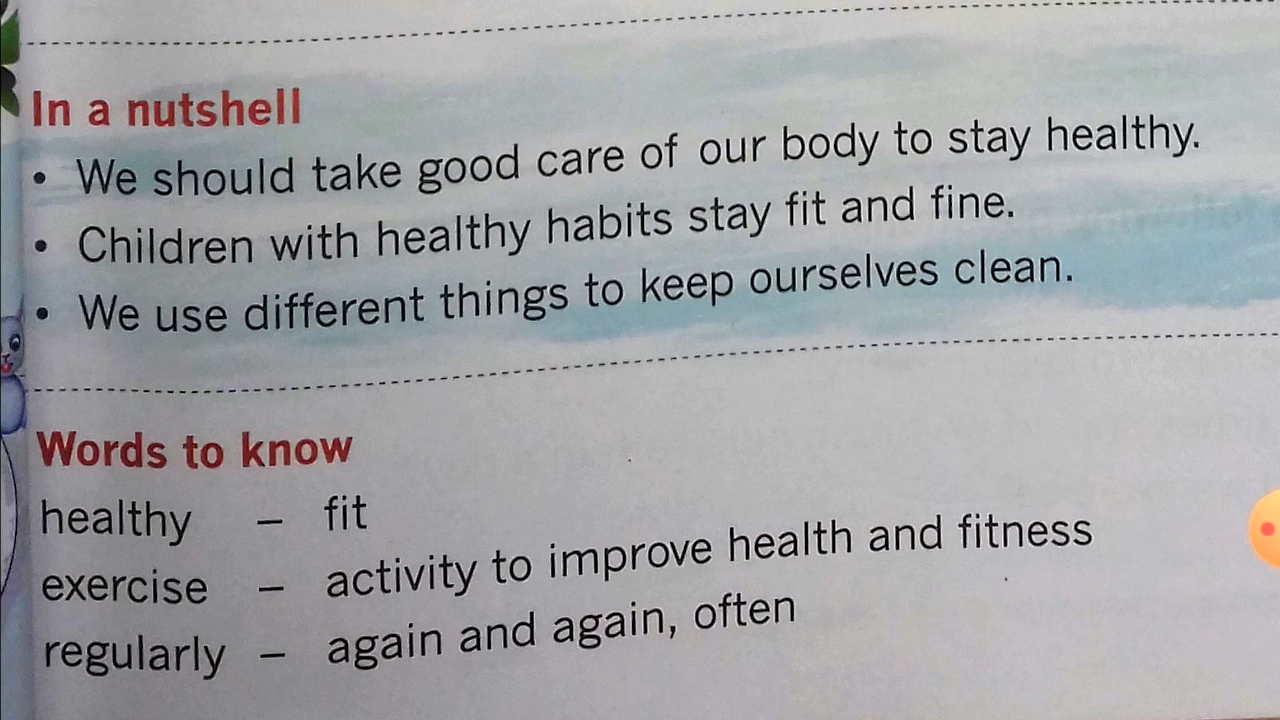 In a nutshell
• We should take good care of our body to stay healthy.
• Children with healthy habits stay fit and fine.
• We use different things to keep ourselves clean.
Words to know
healthy – fit
exercise – activity to improve health and fitness
regularly – again and again, often